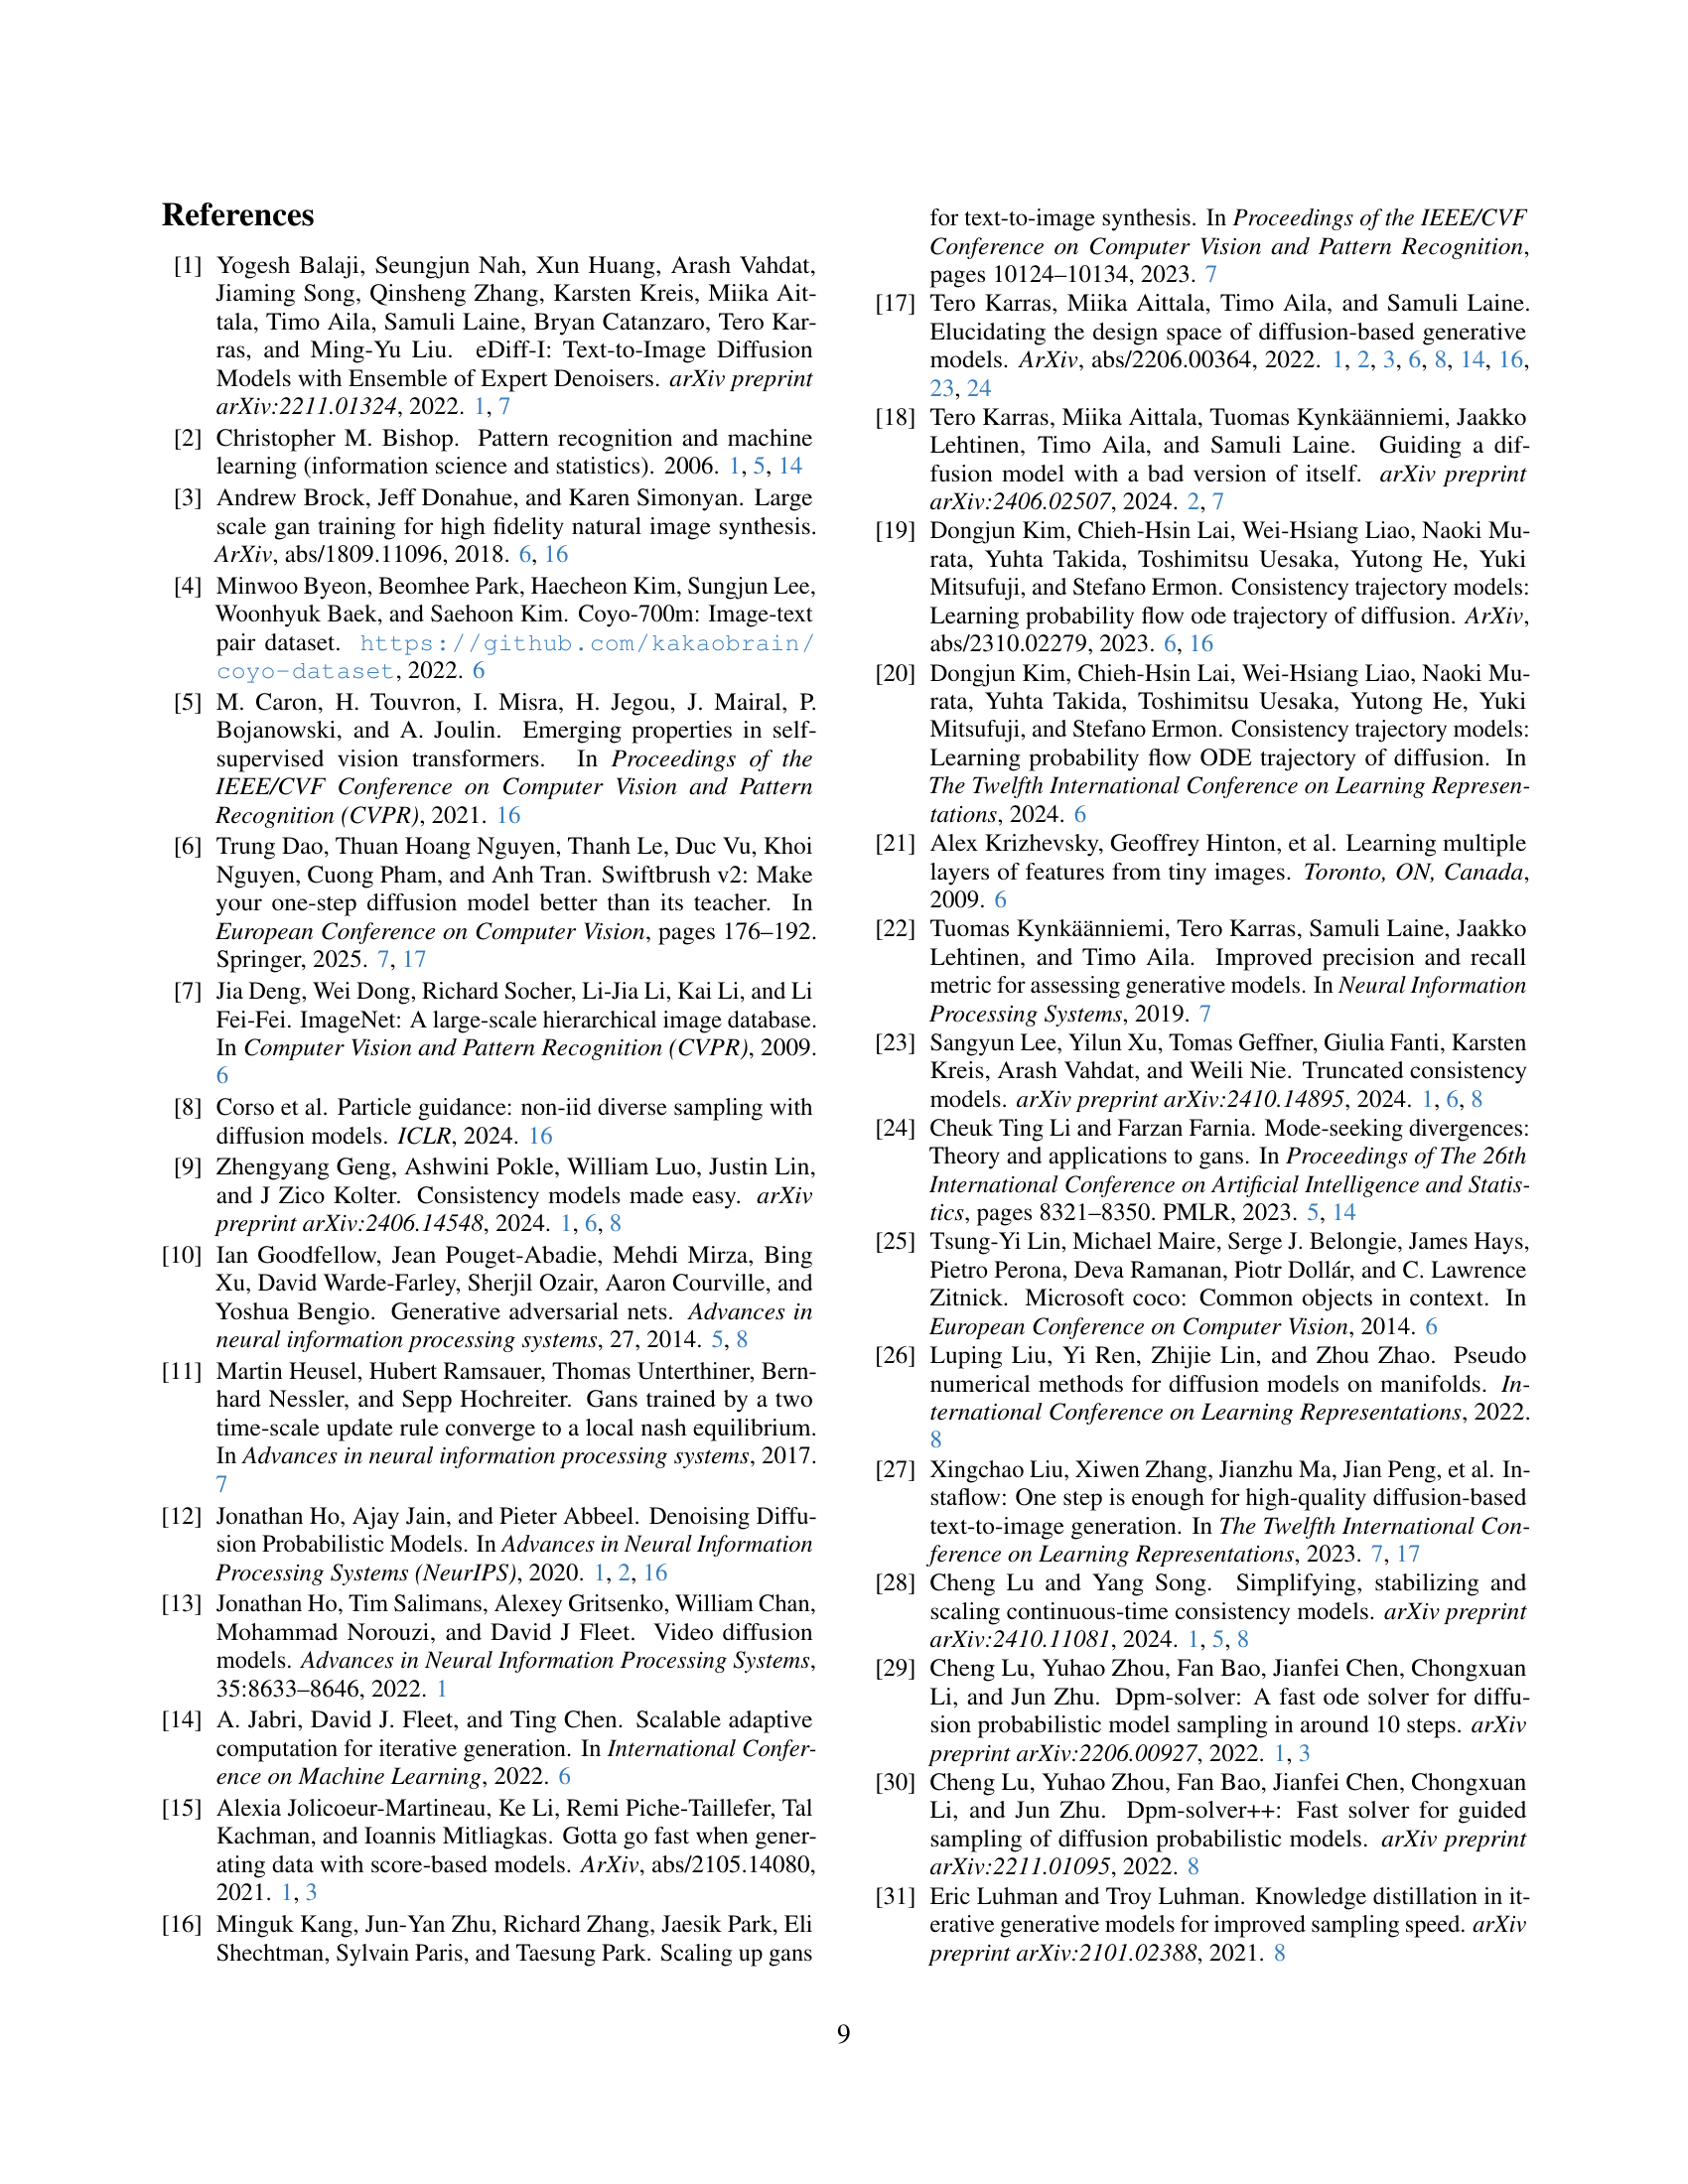 References
[1] Yogesh Balaji, Seungjun Nah, Xun Huang, Arash Vahdat,
Jiaming Song, Qinsheng Zhang, Karsten Kreis, Miika Ait-
tala, Timo Aila, Samuli Laine, Bryan Catanzaro, Tero Kar-
ras, and Ming-Yu Liu. eDiff-I: Text-to-Image Diffusion
Models with Ensemble of Expert Denoisers. arXiv preprint
arXiv:2211.01324, 2022. 1, 7
[2] Christopher M. Bishop. Pattern recognition and machine
learning (information science and statistics). 2006. 1, 5, 14
[3] Andrew Brock, Jeff Donahue, and Karen Simonyan. Large
scale gan training for high fidelity natural image synthesis.
ArXiv, abs/1809.11096, 2018. 6, 16
[4] Minwoo Byeon, Beomhee Park, Haecheon Kim, Sungjun Lee,
Woonhyuk Baek, and Saehoon Kim. Coyo-700m: Image-text
pair dataset. https://github.com/kakaobrain/
coyo-dataset, 2022. 6
[5] M. Caron, H. Touvron, I. Misra, H. Jegou, J. Mairal, P.
Bojanowski, and A. Joulin. Emerging properties in self-
supervised vision transformers. In Proceedings of the
IEEE/CVF Conference on Computer Vision and Pattern
Recognition (CVPR), 2021. 16
[6] Trung Dao, Thuan Hoang Nguyen, Thanh Le, Duc Vu, Khoi
Nguyen, Cuong Pham, and Anh Tran. Swiftbrush v2: Make
your one-step diffusion model better than its teacher. In
European Conference on Computer Vision, pages 176–192.
Springer, 2025. 7, 17
[7] Jia Deng, Wei Dong, Richard Socher, Li-Jia Li, Kai Li, and Li
Fei-Fei. ImageNet: A large-scale hierarchical image database.
In Computer Vision and Pattern Recognition (CVPR), 2009.
6
[8] Corso et al. Particle guidance: non-iid diverse sampling with
diffusion models. ICLR, 2024. 16
[9] Zhengyang Geng, Ashwini Pokle, William Luo, Justin Lin,
and J Zico Kolter. Consistency models made easy. arXiv
preprint arXiv:2406.14548, 2024. 1, 6, 8
[10] Ian Goodfellow, Jean Pouget-Abadie, Mehdi Mirza, Bing
Xu, David Warde-Farley, Sherjil Ozair, Aaron Courville, and
Yoshua Bengio. Generative adversarial nets. Advances in
neural information processing systems, 27, 2014. 5, 8
[11] Martin Heusel, Hubert Ramsauer, Thomas Unterthiner, Bern-
hard Nessler, and Sepp Hochreiter. Gans trained by a two
time-scale update rule converge to a local nash equilibrium.
In Advances in neural information processing systems, 2017.
7
[12] Jonathan Ho, Ajay Jain, and Pieter Abbeel. Denoising Diffu-
sion Probabilistic Models. In Advances in Neural Information
Processing Systems (NeurIPS), 2020. 1, 2, 16
[13] Jonathan Ho, Tim Salimans, Alexey Gritsenko, William Chan,
Mohammad Norouzi, and David J Fleet. Video diffusion
models. Advances in Neural Information Processing Systems,
35:8633–8646, 2022. 1
[14] A. Jabri, David J. Fleet, and Ting Chen. Scalable adaptive
computation for iterative generation. In International Confer-
ence on Machine Learning, 2022. 6
[15] Alexia Jolicoeur-Martineau, Ke Li, Remi Piche-Taillefer, Tal
Kachman, and Ioannis Mitliagkas. Gotta go fast when gener-
ating data with score-based models. ArXiv, abs/2105.14080,
2021. 1, 3
[16] Minguk Kang, Jun-Yan Zhu, Richard Zhang, Jaesik Park, Eli
Shechtman, Sylvain Paris, and Taesung Park. Scaling up gans
for text-to-image synthesis. In Proceedings of the IEEE/CVF
Conference on Computer Vision and Pattern Recognition,
pages 10124–10134, 2023. 7
[17] Tero Karras, Miika Aittala, Timo Aila, and Samuli Laine.
Elucidating the design space of diffusion-based generative
models. ArXiv, abs/2206.00364, 2022. 1, 2, 3, 6, 8, 14, 16,
23, 24
[18] Tero Karras, Miika Aittala, Tuomas Kynkäänniemi, Jaakko
Lehtinen, Timo Aila, and Samuli Laine. Guiding a dif-
fusion model with a bad version of itself. arXiv preprint
arXiv:2406.02507, 2024. 2, 7
[19] Dongjun Kim, Chieh-Hsin Lai, Wei-Hsiang Liao, Naoki Mu-
rata, Yuhta Takida, Toshimitsu Uesaka, Yutong He, Yuki
Mitsufuji, and Stefano Ermon. Consistency trajectory models:
Learning probability flow ode trajectory of diffusion. ArXiv,
abs/2310.02279, 2023. 6, 16
[20] Dongjun Kim, Chieh-Hsin Lai, Wei-Hsiang Liao, Naoki Mu-
rata, Yuhta Takida, Toshimitsu Uesaka, Yutong He, Yuki
Mitsufuji, and Stefano Ermon. Consistency trajectory models:
Learning probability flow ODE trajectory of diffusion. In
The Twelfth International Conference on Learning Represen-
tations, 2024. 6
[21] Alex Krizhevsky, Geoffrey Hinton, et al. Learning multiple
layers of features from tiny images. Toronto, ON, Canada,
2009. 6
[22] Tuomas Kynkäänniemi, Tero Karras, Samuli Laine, Jaakko
Lehtinen, and Timo Aila. Improved precision and recall
metric for assessing generative models. In Neural Information
Processing Systems, 2019. 7
[23] Sangyun Lee, Yilun Xu, Tomas Geffner, Giulia Fanti, Karsten
Kreis, Arash Vahdat, and Weili Nie. Truncated consistency
models. arXiv preprint arXiv:2410.14895, 2024. 1, 6, 8
[24] Cheuk Ting Li and Farzan Farnia. Mode-seeking divergences:
Theory and applications to gans. In Proceedings of The 26th
International Conference on Artificial Intelligence and Statis-
tics, pages 8321–8350. PMLR, 2023. 5, 14
[25] Tsung-Yi Lin, Michael Maire, Serge J. Belongie, James Hays,
Pietro Perona, Deva Ramanan, Piotr Dollár, and C. Lawrence
Zitnick. Microsoft coco: Common objects in context. In
European Conference on Computer Vision, 2014. 6
[26] Luping Liu, Yi Ren, Zhijie Lin, and Zhou Zhao. Pseudo
numerical methods for diffusion models on manifolds. In-
ternational Conference on Learning Representations, 2022.
8
[27] Xingchao Liu, Xiwen Zhang, Jianzhu Ma, Jian Peng, et al. In-
staflow: One step is enough for high-quality diffusion-based
text-to-image generation. In The Twelfth International Con-
ference on Learning Representations, 2023. 7, 17
[28] Cheng Lu and Yang Song. Simplifying, stabilizing and
scaling continuous-time consistency models. arXiv preprint
arXiv:2410.11081, 2024. 1, 5, 8
[29] Cheng Lu, Yuhao Zhou, Fan Bao, Jianfei Chen, Chongxuan
Li, and Jun Zhu. Dpm-solver: A fast ode solver for diffu-
sion probabilistic model sampling in around 10 steps. arXiv
preprint arXiv:2206.00927, 2022. 1, 3
[30] Cheng Lu, Yuhao Zhou, Fan Bao, Jianfei Chen, Chongxuan
Li, and Jun Zhu. Dpm-solver++: Fast solver for guided
sampling of diffusion probabilistic models. arXiv preprint
arXiv:2211.01095, 2022. 8
[31] Eric Luhman and Troy Luhman. Knowledge distillation in it-
erative generative models for improved sampling speed. arXiv
preprint arXiv:2101.02388, 2021. 8
9